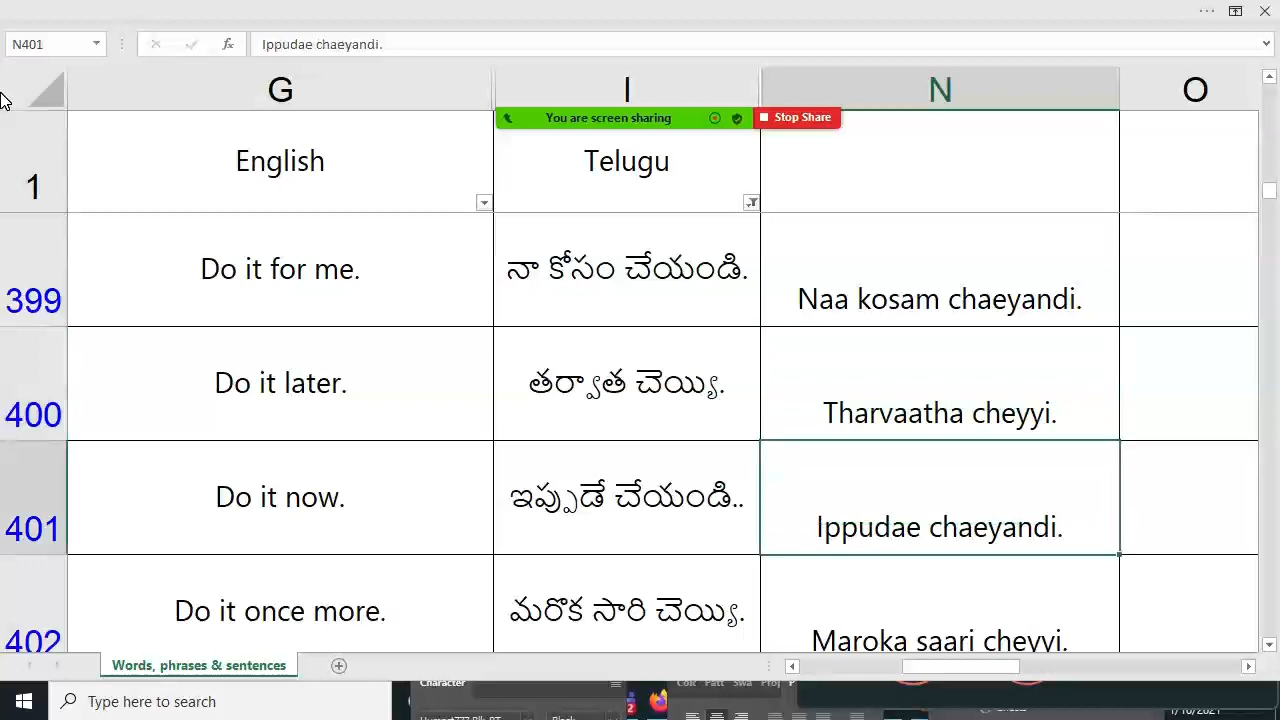 N401
fx
Ippudae chaeyandi.
G I N O
You are screen sharing
Stop Share
1 English Telugu
399 Do it for me. నా కోసం చేయండి. Naa kosam chaeyandi.
400 Do it later. తర్వాత చెయ్యి. Tharvaatha cheyyi.
401 Do it now. ఇప్పుడే చేయండి.. Ippudae chaeyandi.
402 Do it once more. మరొక సారి చెయ్యి. Maroka saari cheyyi.
Words, phrases & sentences
Type here to search
Character